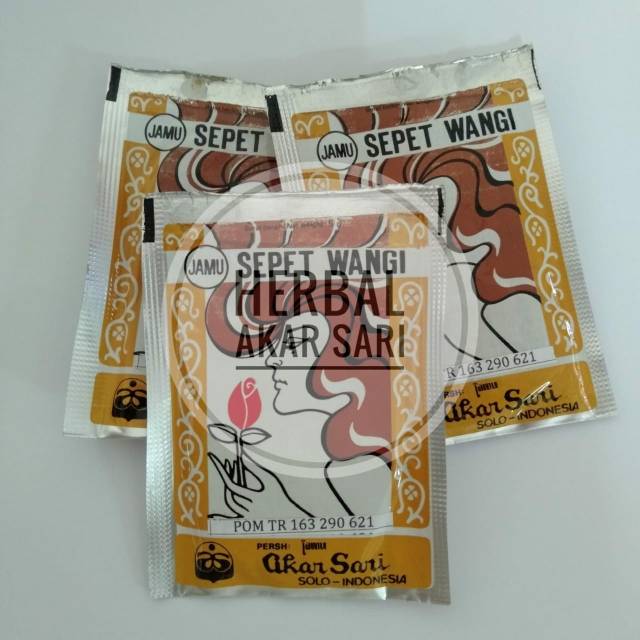 JAMU SEPET
JAMU SEPET WANGI
JAMU SEPET WANGI
HERBAL
AKAR SARI
TR 163 290 621
Akar Sari
SOLO-INDONESIA
POM TR 163 290 621
PERSH:
Akar Sari
SOLO-INDONESIA